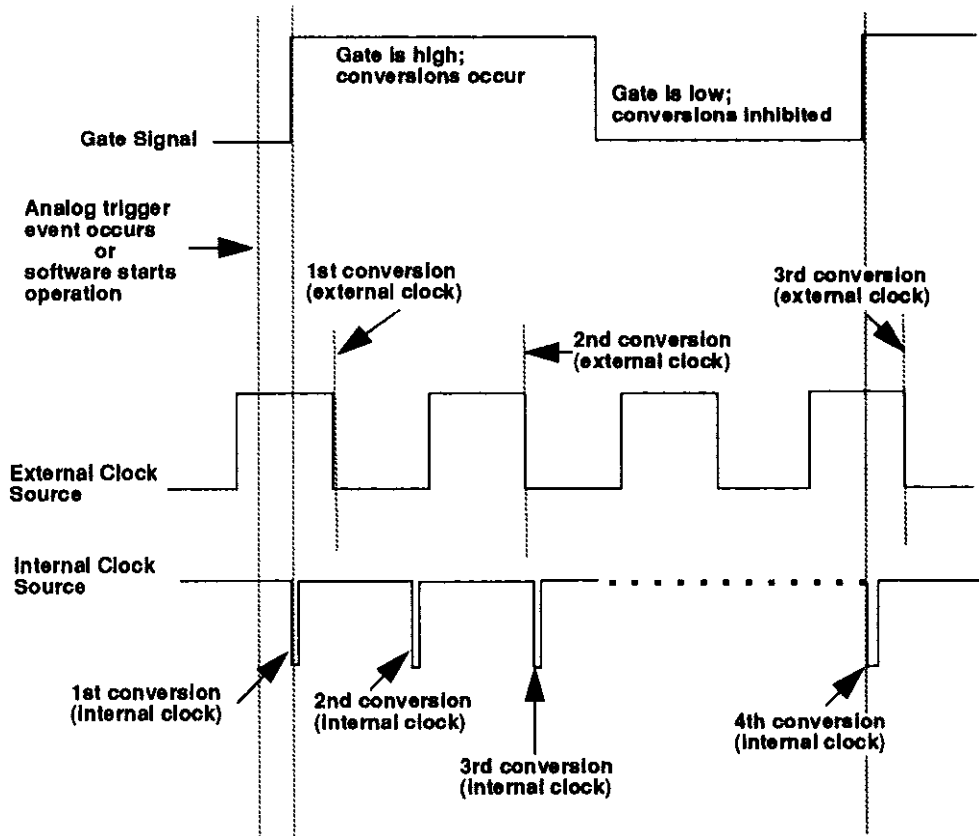 Gate is high;
conversions occur
Gate is low;
conversions inhibited
Gate Signal
Analog trigger
event occurs
or
software starts
operation
1st conversion
(external clock)
3rd conversion
(external clock)
2nd conversion
(external clock)
External Clock
Source
Internal Clock
Source
1st conversion
(internal clock)
2nd conversion
(internal clock)
3rd conversion
(internal clock)
4th conversion
(internal clock)